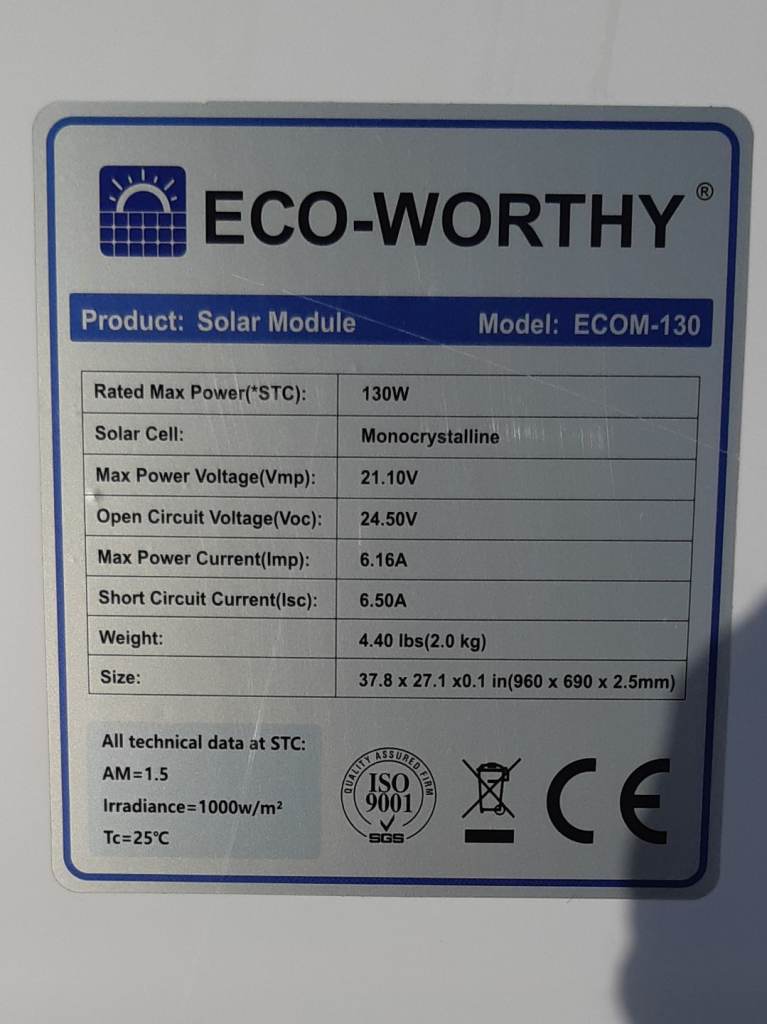 ECO-WORTHY®
Product: Solar Module Model: ECOM-130
Rated Max Power(*STC): 130W
Solar Cell: Monocrystalline
Max Power Voltage(Vmp): 21.10V
Open Circuit Voltage(Voc): 24.50V
Max Power Current(Imp): 6.16A
Short Circuit Current(Isc): 6.50A
Weight: 4.40 lbs(2.0 kg)
Size: 37.8 x 27.1 x0.1 in(960 x 690 x 2.5mm)
All technical data at STC:
AM=1.5
Irradiance=1000w/m²
Tc=25℃
QUALITY ASSURED FIRM
ISO
9001
SGS
CE